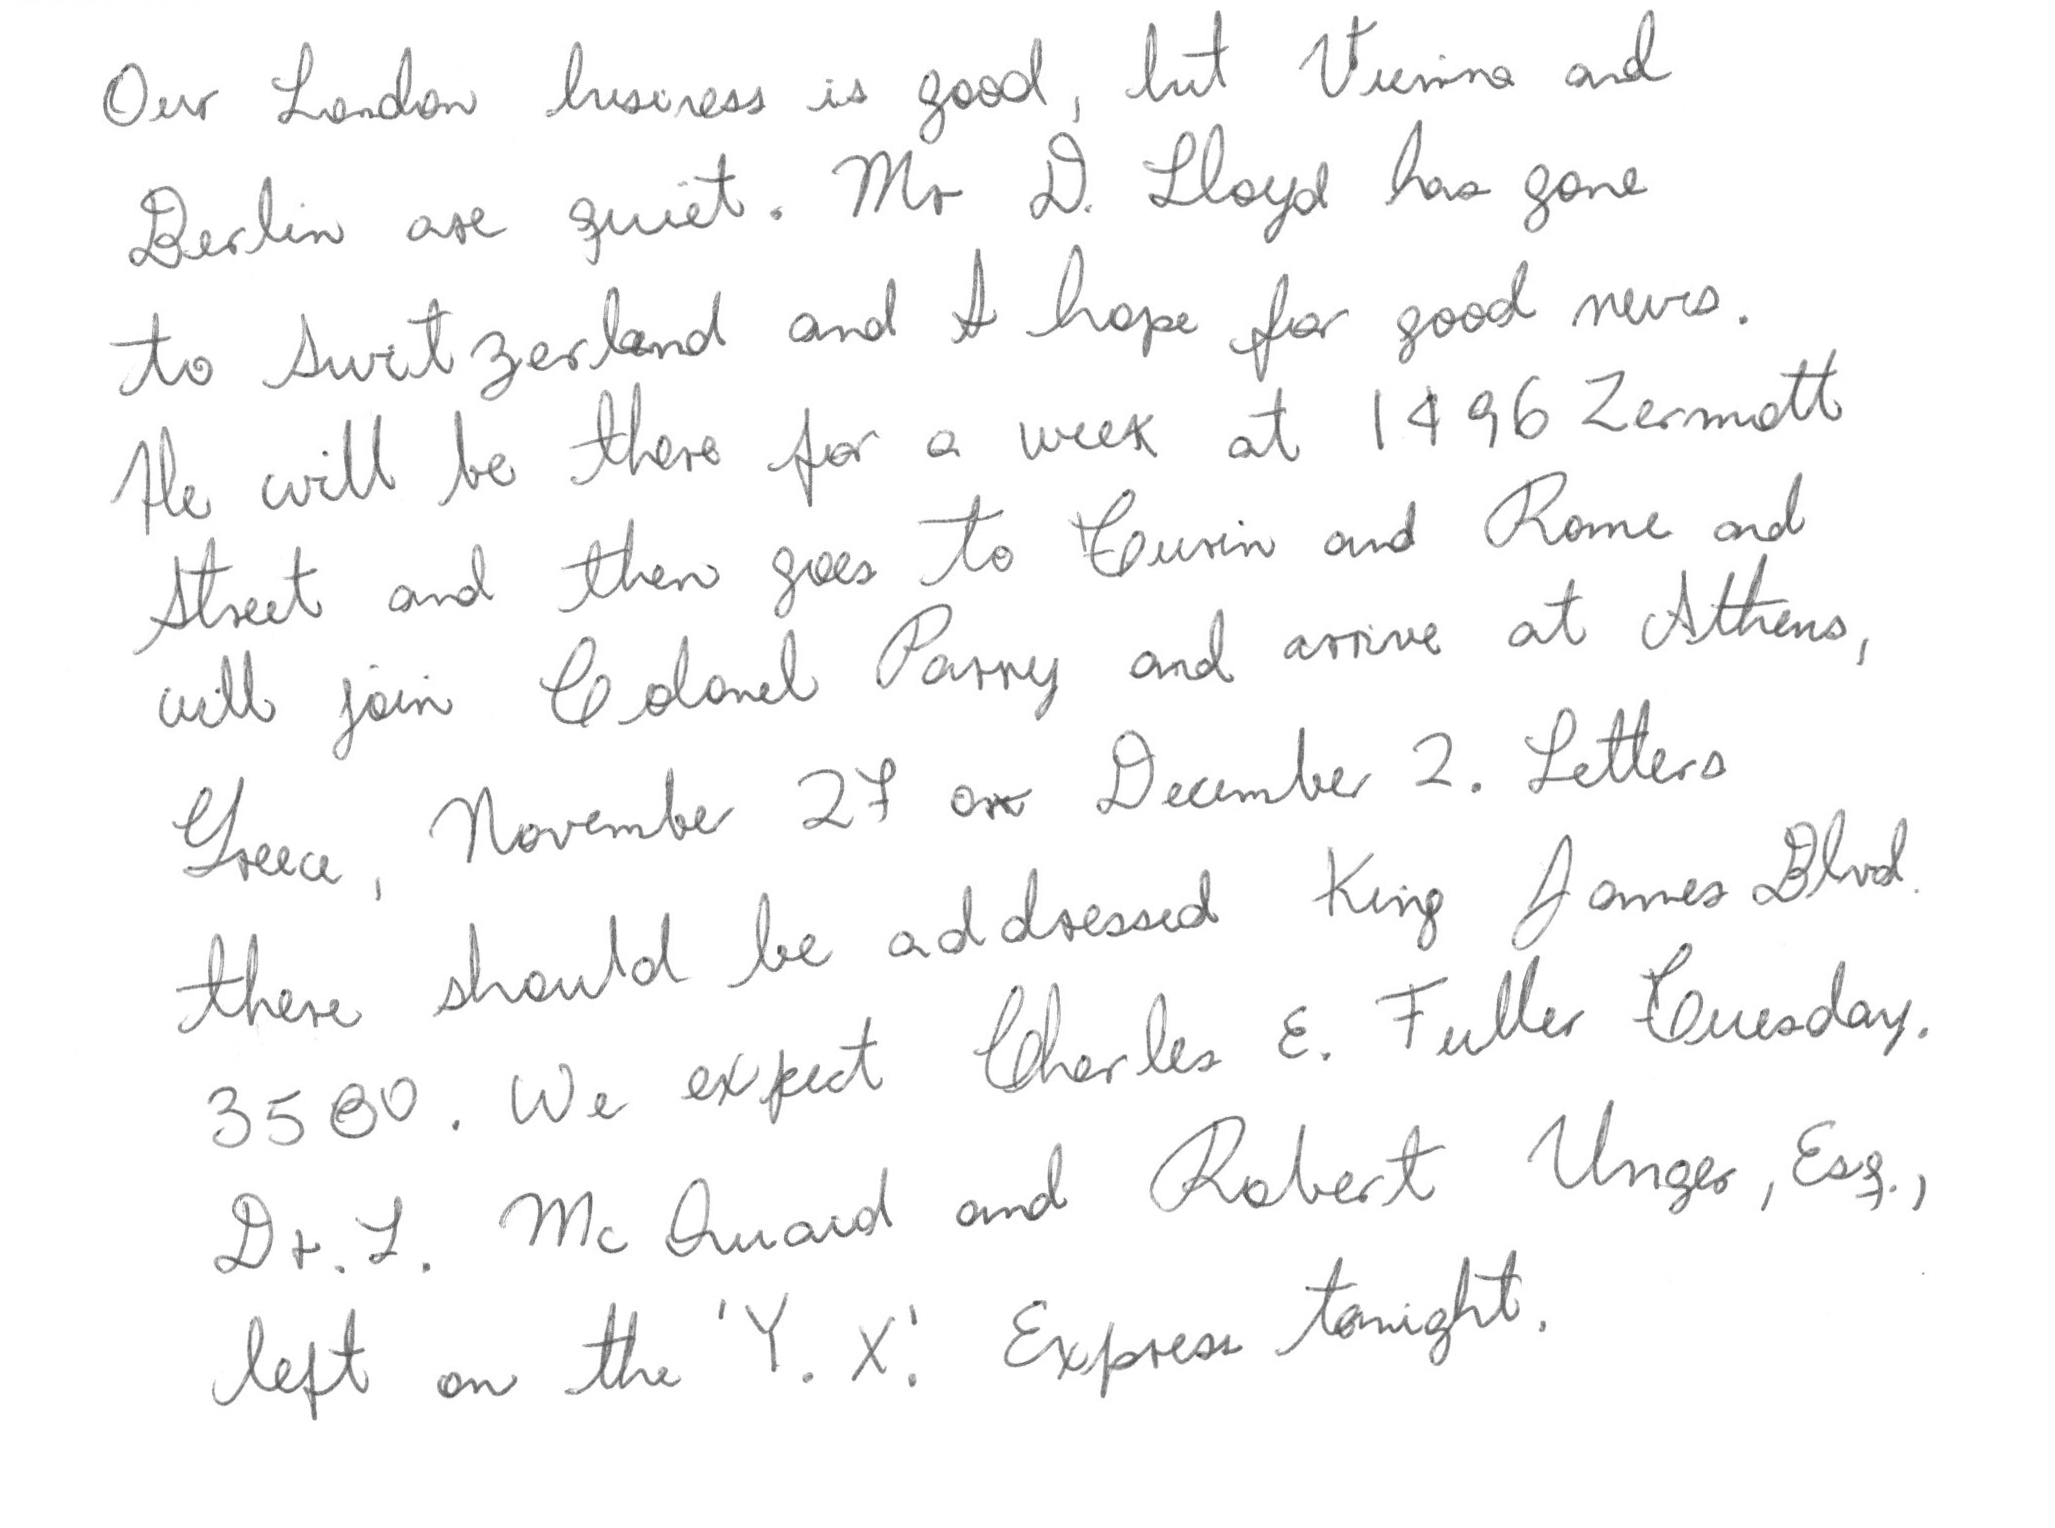 Our London business is good, but Vienna and
Berlin are quiet. Mr D. Lloyd has gone
to Switzerland and I hope for good news.
He will be there for a week at 1496 Zermott
Street and then goes to Turin and Rome and
will join Colonel Parry and arrive at Athens,
Greece, November 27 or December 2. Letters
there should be addressed King James Blvd.
3580. We expect Charles E. Fuller Tuesday.
Dr. L. McQuaid and Robert Unger, Esq.,
left on the 'Y. X.' Express tonight.